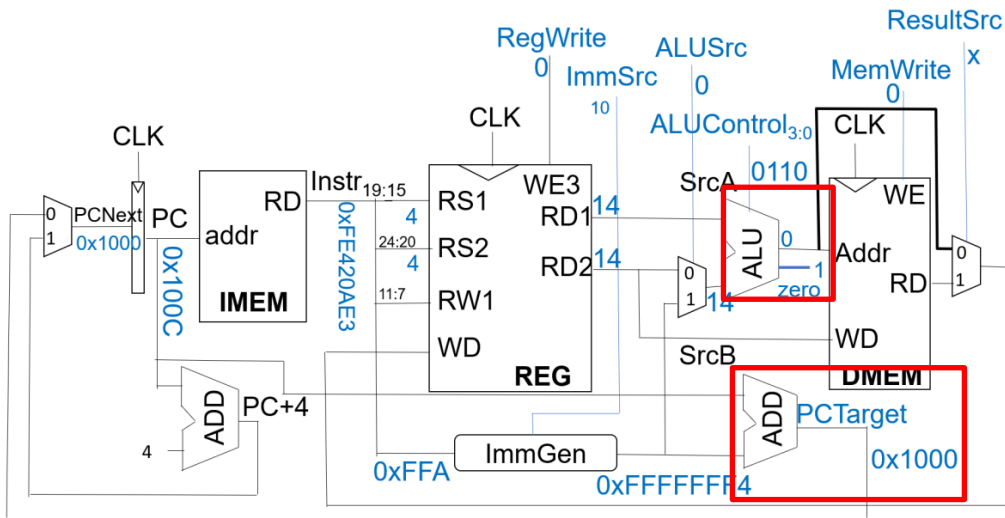 ResultSrc
x
RegWrite
0
ALUSrc
0
ImmSrc
10
MemWrite
0
CLK
CLK
ALUControl3:0
CLK
0110
0
1
PCNext
0x1000
PC
0x100C
addr
RD
IMEM
Instr19:15
0xFE420AE3
4
24:20
4
11:7
RS1
RS2
RW1
WD
WE3
RD1
RD2
REG
14
14
0
1
14
SrcA
SrcB
ALU
0
1
zero
WE
Addr
RD
WD
DMEM
0
1
4
ADD
PC+4
0xFFA
ImmGen
0xFFFFFFF4
ADD
PCTarget
0x1000